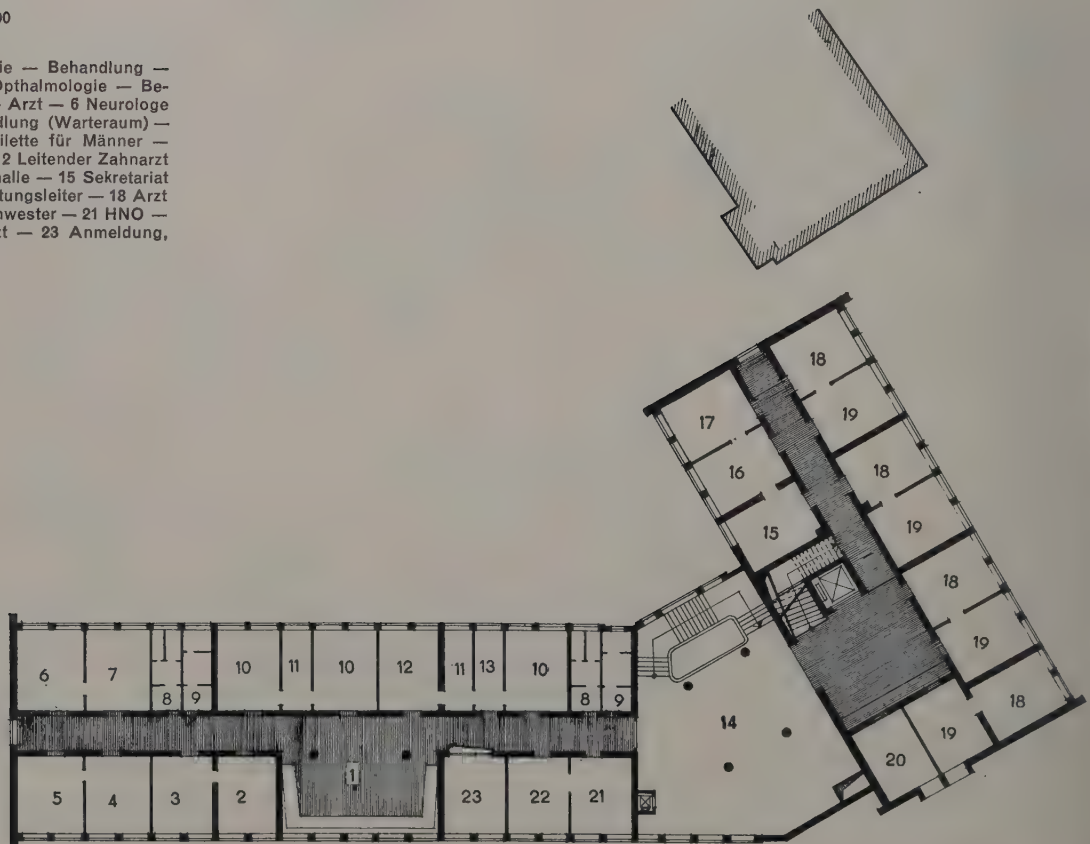 00
ie — Behandlung —
Opthalmologie — Be-
Arzt — 6 Neurologe
dlung (Warteraum) —
ilette für Männer —
2 Leitender Zahnarzt
alle — 15 Sekretariat
tungsleiter — 18 Arzt
hwester — 21 HNO —
zt — 23 Anmeldung,
18
17
19
16
18
15
19
18
19
6 7 8 9 10 11 10 12 11 13 10 8 9
14
18
19
20
1
5 4 3 2 23 22 21